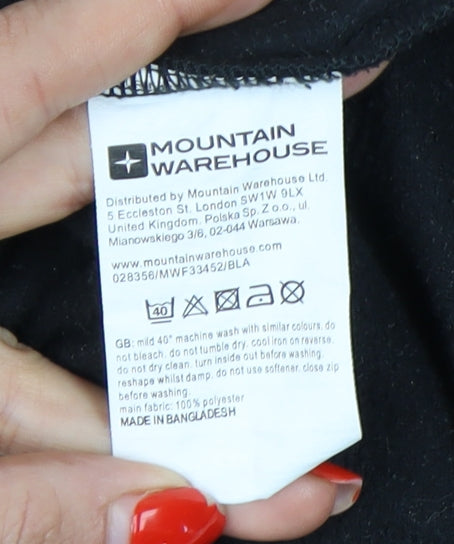 MOUNTAIN
WAREHOUSE
Distributed by Mountain Warehouse Ltd.
5 Eccleston St. London SW1W 9LX
United Kingdom. Polska Sp. Z o.o., ul.
Mianowskiego 3/6, 02-044 Warsawa.
www.mountainwarehouse.com
028356/MWF33452/BLA
40
GB: mild 40° machine wash with similar colours. do
not bleach. do not tumble dry. cool iron on reverse.
do not dry clean. turn inside out before washing.
reshape whilst damp. do not use softener. close zip
before washing.
main fabric: 100% polyester
MADE IN BANGLADESH